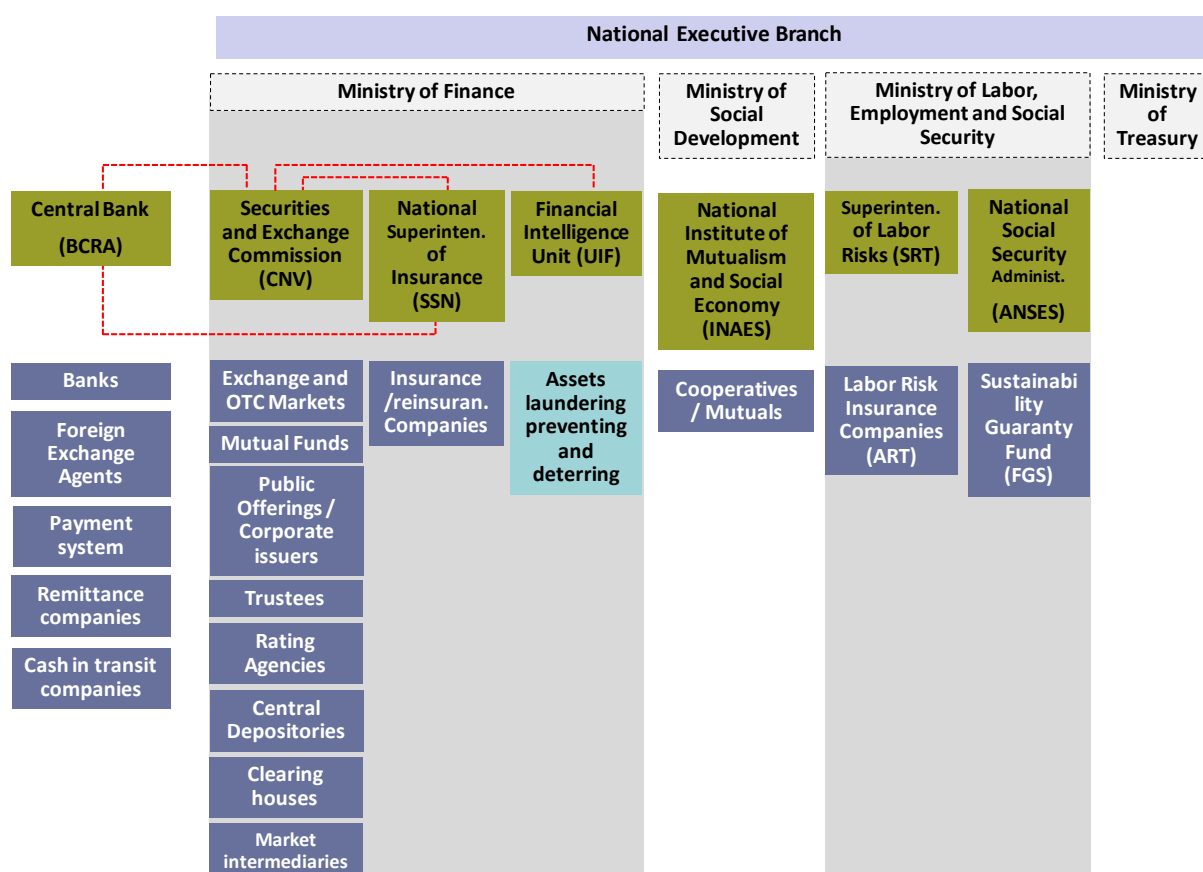 National Executive Branch
Ministry of Finance
Ministry of
Social
Development
Ministry of Labor,
Employment and Social
Security
Ministry
of
Treasury
Central Bank
(BCRA)
Securities
and Exchange
Commission
(CNV)
National
Superinten.
of
Insurance
(SSN)
Financial
Intelligence
Unit (UIF)
National
Institute of
Mutualism
and Social
Economy
(INAES)
Superinten.
of Labor
Risks (SRT)
National
Social
Security
Administ.
(ANSES)
Banks
Foreign
Exchange
Agents
Payment
system
Remittance
companies
Cash in transit
companies
Exchange and
OTC Markets
Mutual Funds
Public
Offerings /
Corporate
issuers
Trustees
Rating
Agencies
Central
Depositories
Clearing
houses
Market
intermediaries
Insurance
/reinsuran.
Companies
Assets
laundering
preventing
and
deterring
Cooperatives
/ Mutuals
Labor Risk
Insurance
Companies
(ART)
Sustainabi
lity
Guaranty
Fund
(FGS)